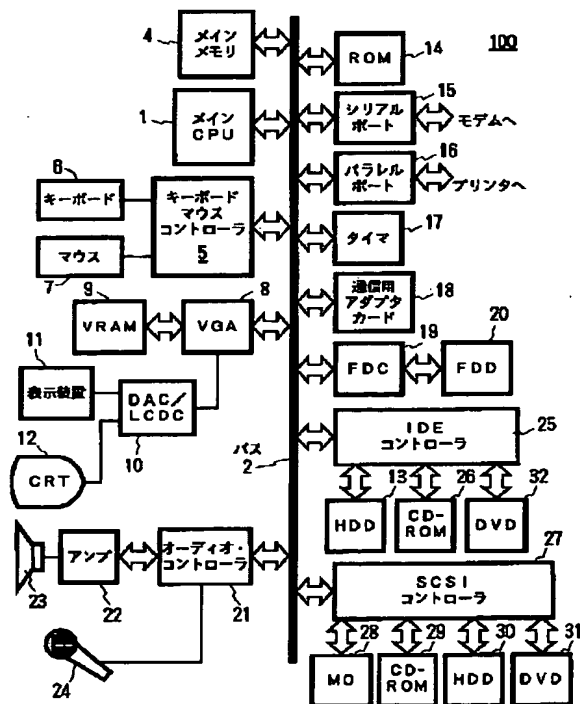 100
4
メイン
メモリ
1
メイン
CPU
6
キーボード
キーボード
マウス
コントローラ
5
マウス
7
9
VRAM
8
VGA
11
表示装置
DAC/
LCDC
10
12
CRT
バス
2
23
アンプ
22
オーディオ・
コントローラ
21
24
ROM
14
15
シリアル
ポート
モデムへ
16
パラレル
ポート
プリンタへ
タイマ
17
通信用
アダプタ
カード
18
19
FDC
20
FDD
IDE
コントローラ
25
13
HDD
26
CD-
ROM
32
DVD
27
SCSI
コントローラ
28
MO
29
CD-
ROM
30
HDD
31
DVD